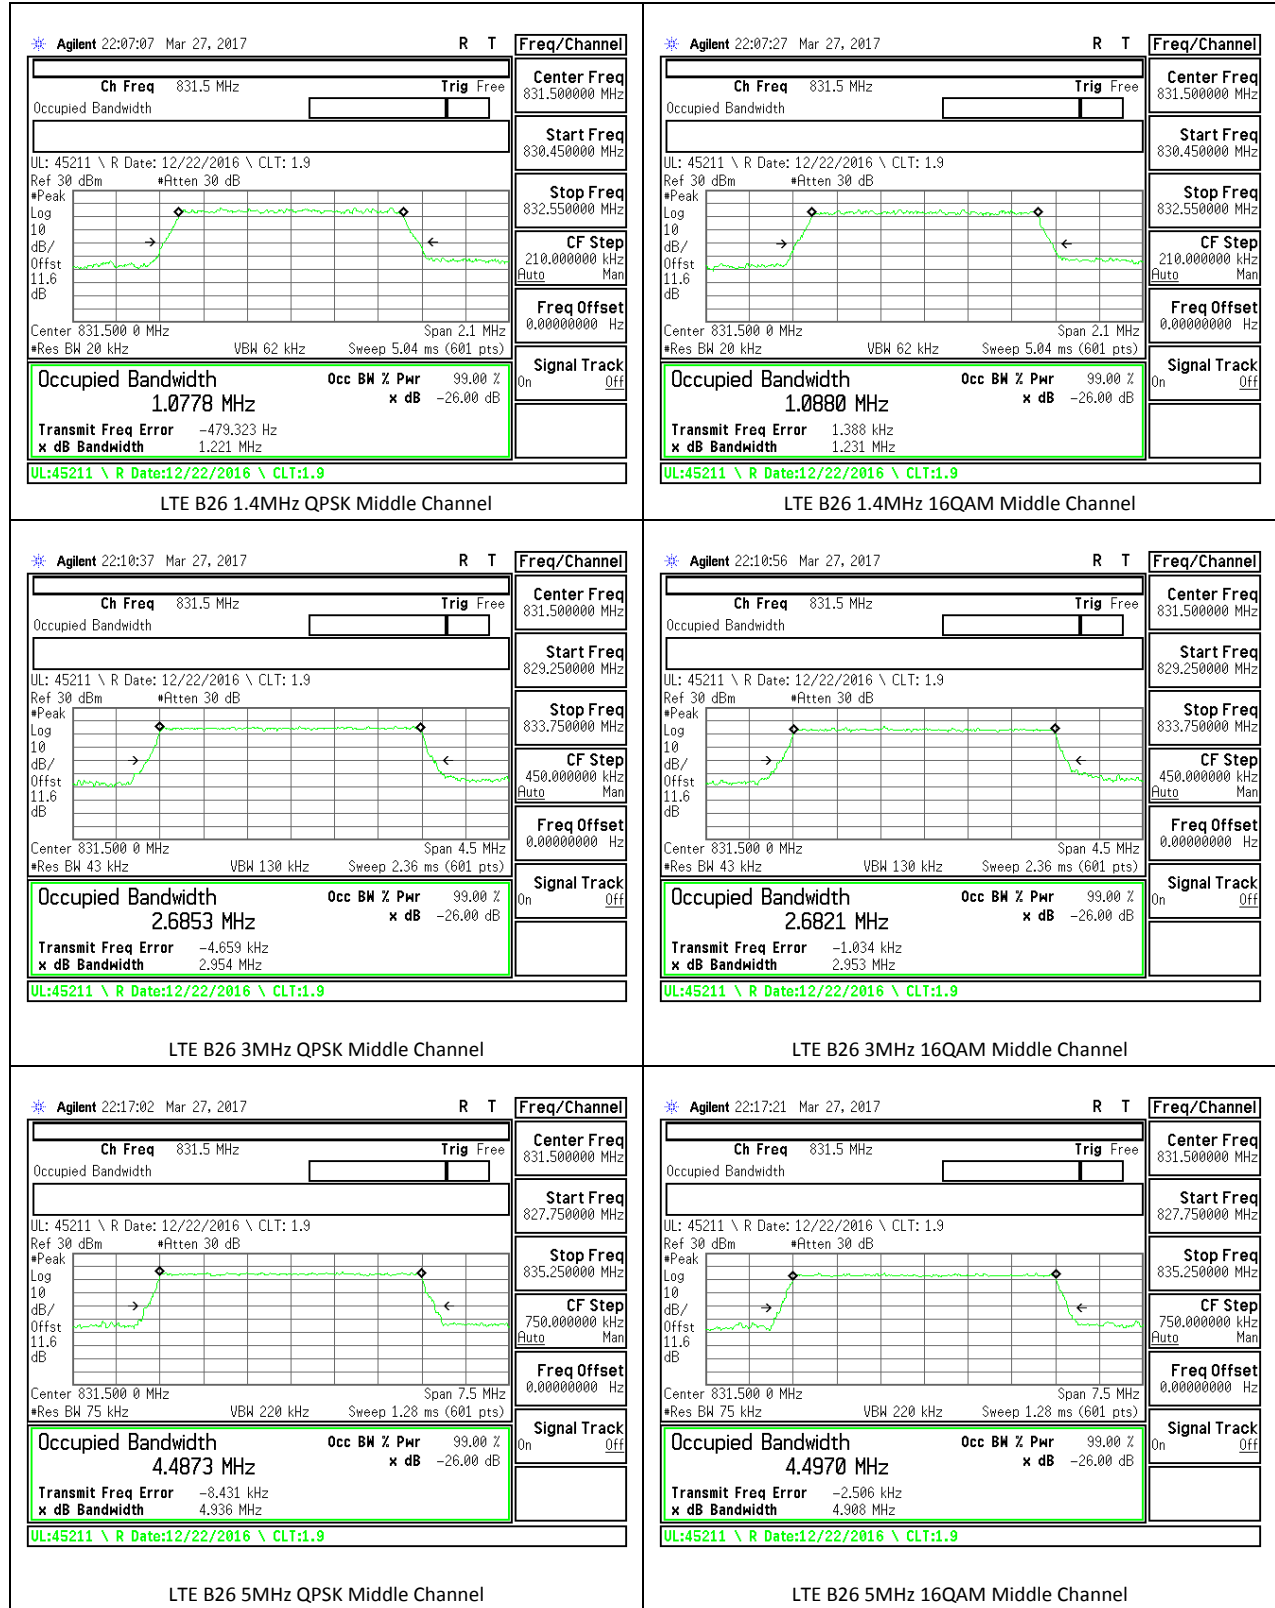 Agilent 22:07:07 Mar 27, 2017 R T Freq/Channel
Ch Freq 831.5 MHz Trig Free
Occupied Bandwidth
Center Freq
831.500000 MHz
Start Freq
830.450000 MHz
UL: 45211 \ R Date: 12/22/2016 \ CLT: 1.9
Ref 30 dBm #Atten 30 dB
Stop Freq
832.550000 MHz
#Peak
Log
10
dB/
Offst
11.6
dB
CF Step
210.000000 kHz
Auto Man
Freq Offset
0.00000000 Hz
Center 831.500 0 MHz Span 2.1 MHz
#Res BW 20 kHz VBW 62 kHz Sweep 5.04 ms (601 pts)
Signal Track
On Off
Occupied Bandwidth Occ BW % Pwr 99.00 %
1.0778 MHz x dB -26.00 dB
Transmit Freq Error -479.323 Hz
x dB Bandwidth 1.221 MHz
UL:45211 \ R Date:12/22/2016 \ CLT:1.9
LTE B26 1.4MHz QPSK Middle Channel
Agilent 22:07:27 Mar 27, 2017 R T Freq/Channel
Ch Freq 831.5 MHz Trig Free
Occupied Bandwidth
Center Freq
831.500000 MHz
Start Freq
830.450000 MHz
UL: 45211 \ R Date: 12/22/2016 \ CLT: 1.9
Ref 30 dBm #Atten 30 dB
Stop Freq
832.550000 MHz
#Peak
Log
10
dB/
Offst
11.6
dB
CF Step
210.000000 kHz
Auto Man
Freq Offset
0.00000000 Hz
Center 831.500 0 MHz Span 2.1 MHz
#Res BW 20 kHz VBW 62 kHz Sweep 5.04 ms (601 pts)
Signal Track
On Off
Occupied Bandwidth Occ BW % Pwr 99.00 %
1.0880 MHz x dB -26.00 dB
Transmit Freq Error 1.388 kHz
x dB Bandwidth 1.231 MHz
UL:45211 \ R Date:12/22/2016 \ CLT:1.9
LTE B26 1.4MHz 16QAM Middle Channel
Agilent 22:10:37 Mar 27, 2017 R T Freq/Channel
Ch Freq 831.5 MHz Trig Free
Occupied Bandwidth
Center Freq
831.500000 MHz
Start Freq
829.250000 MHz
UL: 45211 \ R Date: 12/22/2016 \ CLT: 1.9
Ref 30 dBm #Atten 30 dB
Stop Freq
833.750000 MHz
#Peak
Log
10
dB/
Offst
11.6
dB
CF Step
450.000000 kHz
Auto Man
Freq Offset
0.00000000 Hz
Center 831.500 0 MHz Span 4.5 MHz
#Res BW 43 kHz VBW 130 kHz Sweep 2.36 ms (601 pts)
Signal Track
On Off
Occupied Bandwidth Occ BW % Pwr 99.00 %
2.6853 MHz x dB -26.00 dB
Transmit Freq Error -4.659 kHz
x dB Bandwidth 2.954 MHz
UL:45211 \ R Date:12/22/2016 \ CLT:1.9
LTE B26 3MHz QPSK Middle Channel
Agilent 22:10:56 Mar 27, 2017 R T Freq/Channel
Ch Freq 831.5 MHz Trig Free
Occupied Bandwidth
Center Freq
831.500000 MHz
Start Freq
829.250000 MHz
UL: 45211 \ R Date: 12/22/2016 \ CLT: 1.9
Ref 30 dBm #Atten 30 dB
Stop Freq
833.750000 MHz
#Peak
Log
10
dB/
Offst
11.6
dB
CF Step
450.000000 kHz
Auto Man
Freq Offset
0.00000000 Hz
Center 831.500 0 MHz Span 4.5 MHz
#Res BW 43 kHz VBW 130 kHz Sweep 2.36 ms (601 pts)
Signal Track
On Off
Occupied Bandwidth Occ BW % Pwr 99.00 %
2.6821 MHz x dB -26.00 dB
Transmit Freq Error -1.034 kHz
x dB Bandwidth 2.953 MHz
UL:45211 \ R Date:12/22/2016 \ CLT:1.9
LTE B26 3MHz 16QAM Middle Channel
Agilent 22:17:02 Mar 27, 2017 R T Freq/Channel
Ch Freq 831.5 MHz Trig Free
Occupied Bandwidth
Center Freq
831.500000 MHz
Start Freq
827.750000 MHz
UL: 45211 \ R Date: 12/22/2016 \ CLT: 1.9
Ref 30 dBm #Atten 30 dB
Stop Freq
835.250000 MHz
#Peak
Log
10
dB/
Offst
11.6
dB
CF Step
750.000000 kHz
Auto Man
Freq Offset
0.00000000 Hz
Center 831.500 0 MHz Span 7.5 MHz
#Res BW 75 kHz VBW 220 kHz Sweep 1.28 ms (601 pts)
Signal Track
On Off
Occupied Bandwidth Occ BW % Pwr 99.00 %
4.4873 MHz x dB -26.00 dB
Transmit Freq Error -8.431 kHz
x dB Bandwidth 4.936 MHz
UL:45211 \ R Date:12/22/2016 \ CLT:1.9
LTE B26 5MHz QPSK Middle Channel
Agilent 22:17:21 Mar 27, 2017 R T Freq/Channel
Ch Freq 831.5 MHz Trig Free
Occupied Bandwidth
Center Freq
831.500000 MHz
Start Freq
827.750000 MHz
UL: 45211 \ R Date: 12/22/2016 \ CLT: 1.9
Ref 30 dBm #Atten 30 dB
Stop Freq
835.250000 MHz
#Peak
Log
10
dB/
Offst
11.6
dB
CF Step
750.000000 kHz
Auto Man
Freq Offset
0.00000000 Hz
Center 831.500 0 MHz Span 7.5 MHz
#Res BW 75 kHz VBW 220 kHz Sweep 1.28 ms (601 pts)
Signal Track
On Off
Occupied Bandwidth Occ BW % Pwr 99.00 %
4.4970 MHz x dB -26.00 dB
Transmit Freq Error -2.506 kHz
x dB Bandwidth 4.908 MHz
UL:45211 \ R Date:12/22/2016 \ CLT:1.9
LTE B26 5MHz 16QAM Middle Channel